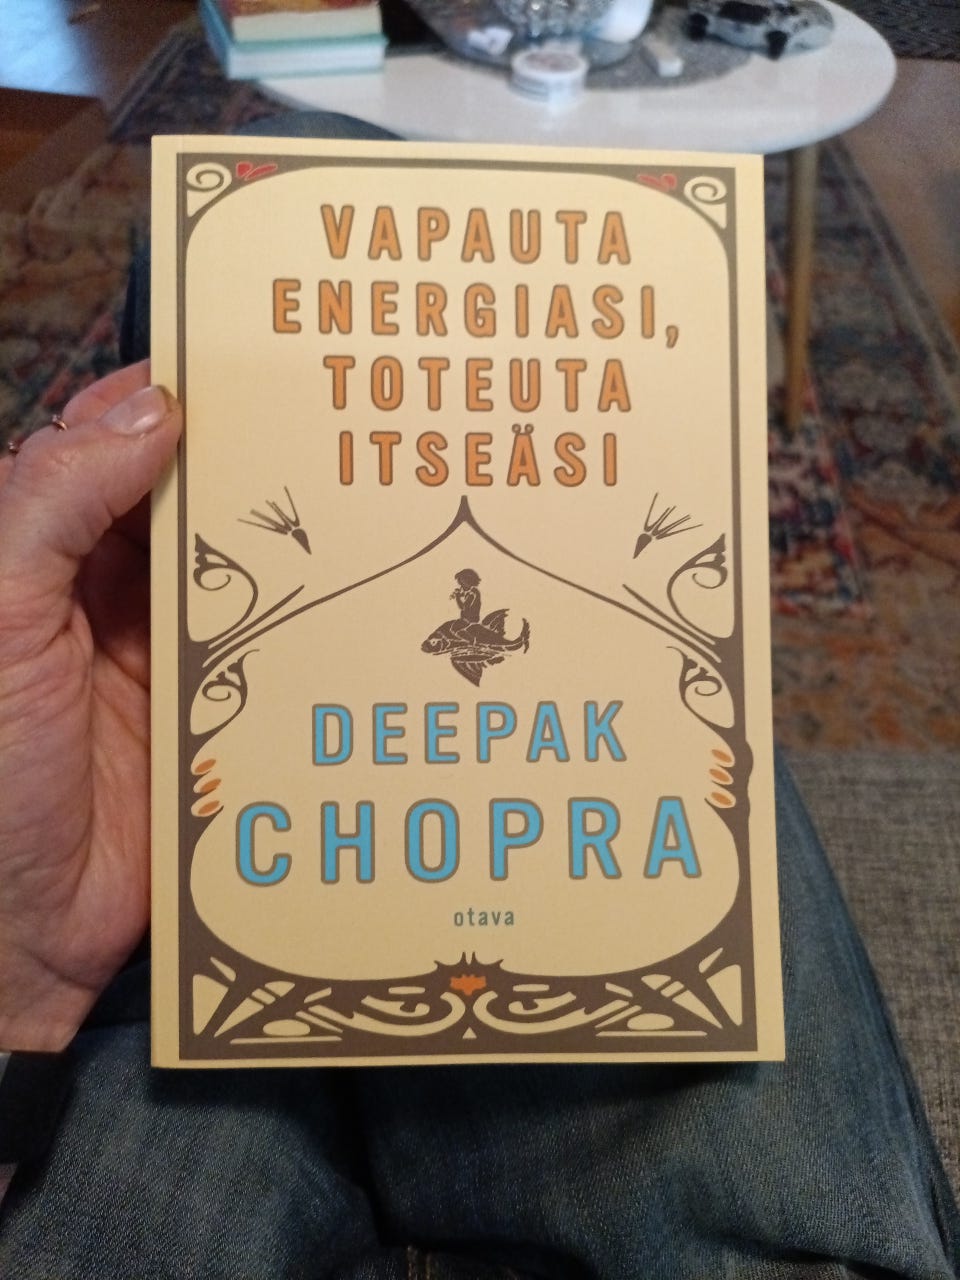 VAPAUTA
ENERGIASI,
TOTEUTA
ITSEÄSI
DEEPAK
CHOPRA
otava